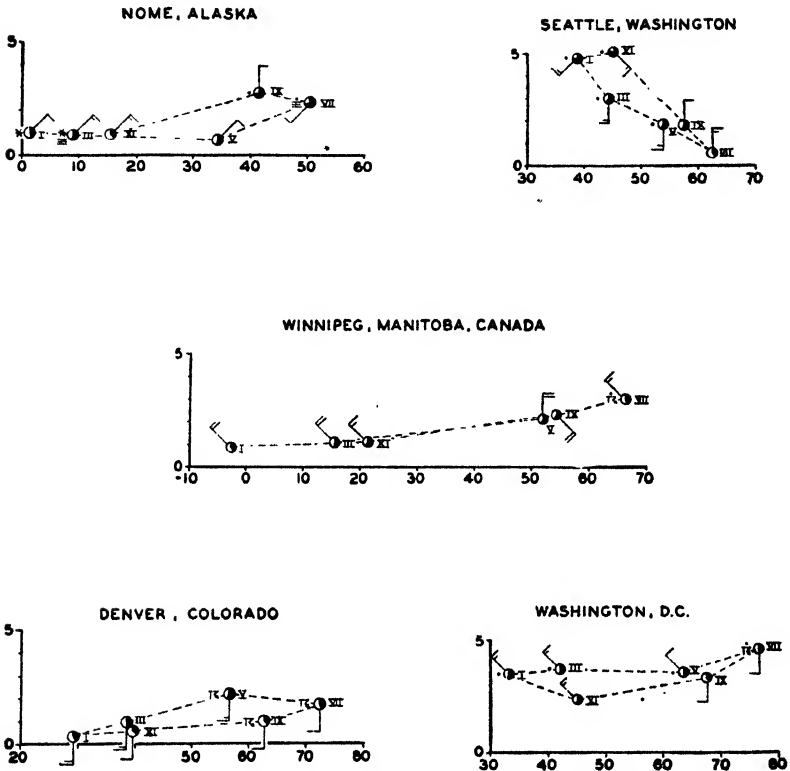 NOME, ALASKA
5
I III XI V IX VII
0
0 10 20 30 40 50 60
SEATTLE, WASHINGTON
5
I XI
III
V IX
VII
0
30 40 50 60 70
WINNIPEG, MANITOBA, CANADA
5
I III XI V IX VII
0
-10 0 10 20 30 40 50 60 70
DENVER, COLORADO
5
I III XI V IX VII
0
20 40 50 60 70 80
WASHINGTON, D.C.
5
I III XI V IX VII
0
30 40 50 60 70 80